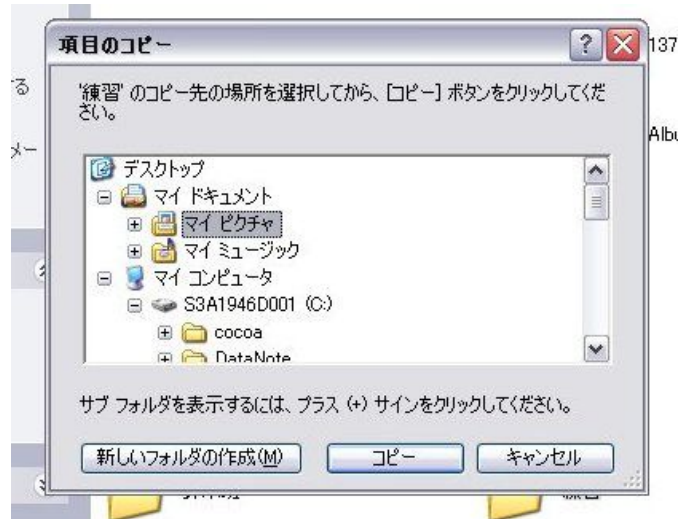 項目のコピー
137
る
'練習' のコピー先の場所を選択してから、[コピー] ボタンをクリックしてくだ
さい。
メー
デスクトップ
マイ ドキュメント
マイ ピクチャ
マイ ミュージック
マイ コンピュータ
S3A1946D001 (C:)
cocoa
DataNote
サブ フォルダを表示するには、プラス (+) サインをクリックしてください。
新しいフォルダの作成(M)
コピー
キャンセル